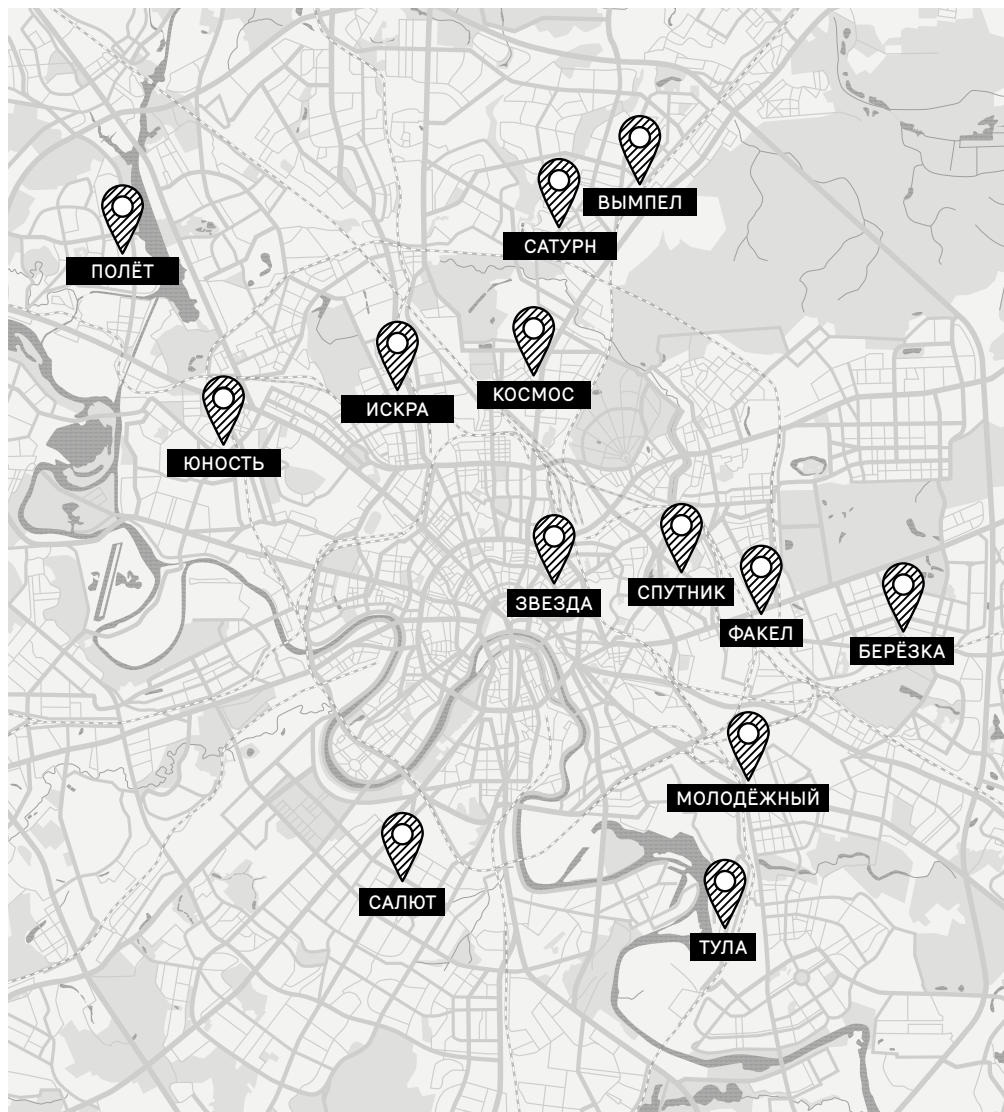 ВЫМПЕЛ
САТУРН
ПОЛЁТ
КОСМОС
ИСКРА
ЮНОСТЬ
СПУТНИК
ЗВЕЗДА
ФАКЕЛ
БЕРЁЗКА
МОЛОДЁЖНЫЙ
САЛЮТ
ТУЛА